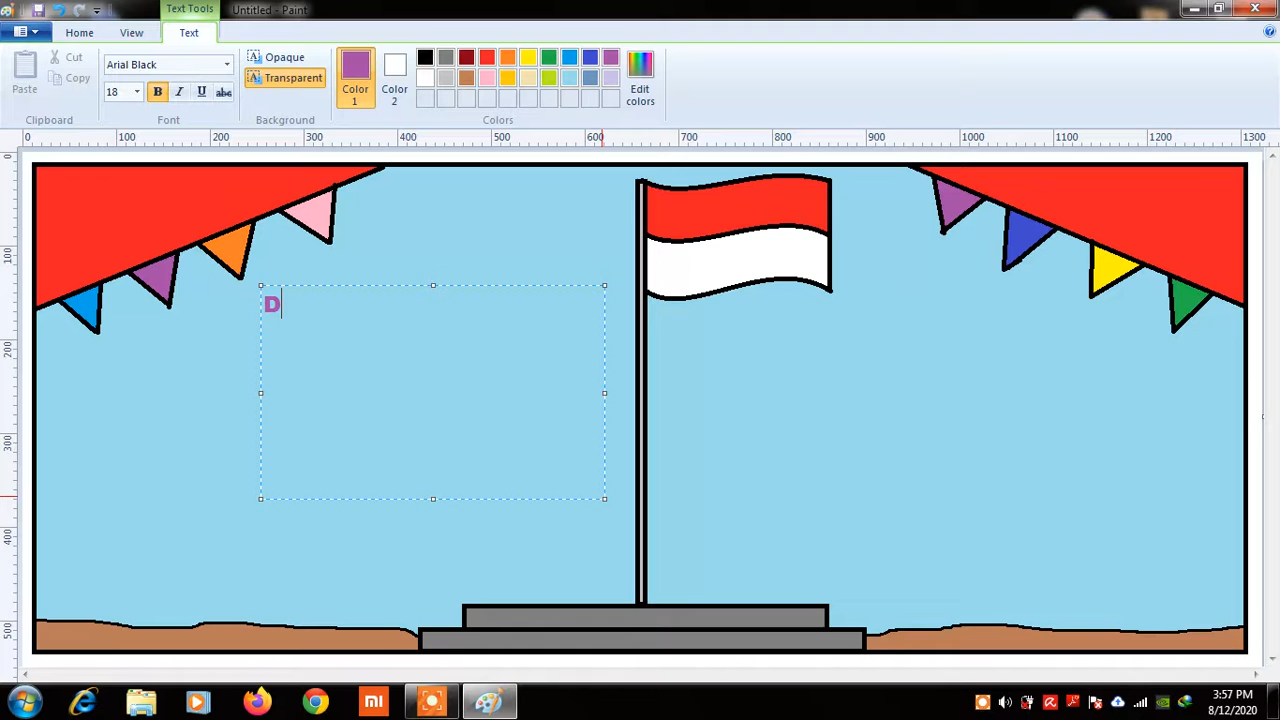 Text Tools
Untitled - Paint
Home
View
Text
Paste
Cut
Copy
Clipboard
Arial Black
18
B
I
U
abc
Font
Opaque
Transparent
Background
Color 1
Color 2
Edit colors
Colors
0 100 200 300 400 500 600 700 800 900 1000 1100 1200 1300
0
100
200
300
400
500
D
mi
3:57 PM
8/12/2020